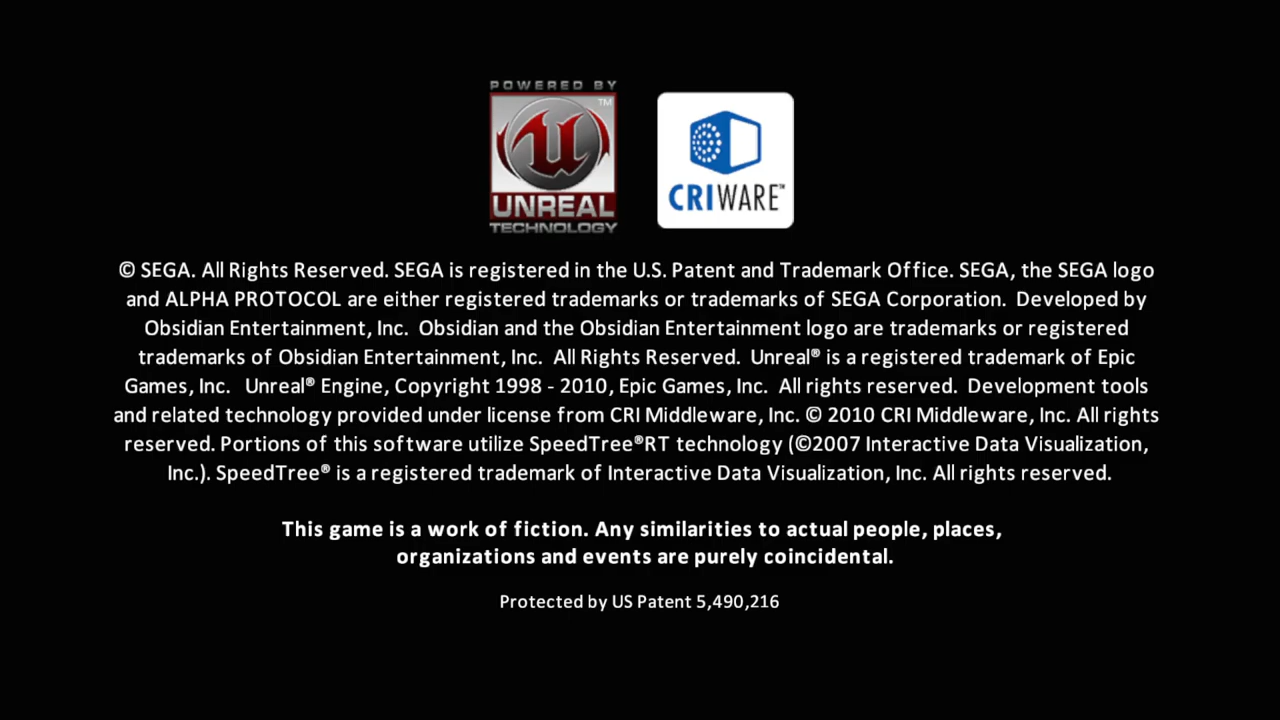 POWERED BY
TM
UNREAL
TECHNOLOGY
CRIWARE™
© SEGA. All Rights Reserved. SEGA is registered in the U.S. Patent and Trademark Office. SEGA, the SEGA logo
and ALPHA PROTOCOL are either registered trademarks or trademarks of SEGA Corporation.  Developed by
Obsidian Entertainment, Inc.  Obsidian and the Obsidian Entertainment logo are trademarks or registered
trademarks of Obsidian Entertainment, Inc.  All Rights Reserved.  Unreal® is a registered trademark of Epic
Games, Inc.   Unreal® Engine, Copyright 1998 - 2010, Epic Games, Inc.  All rights reserved.  Development tools
and related technology provided under license from CRI Middleware, Inc. © 2010 CRI Middleware, Inc. All rights
reserved. Portions of this software utilize SpeedTree®RT technology (©2007 Interactive Data Visualization,
Inc.). SpeedTree® is a registered trademark of Interactive Data Visualization, Inc. All rights reserved.
This game is a work of fiction. Any similarities to actual people, places,
organizations and events are purely coincidental.
Protected by US Patent 5,490,216